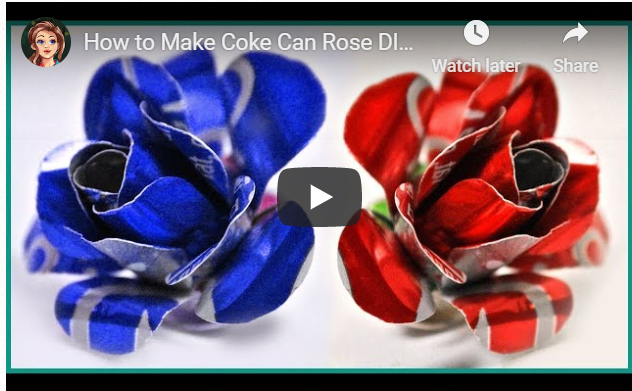 How to Make Coke Can Rose DI...
Watch later
Share